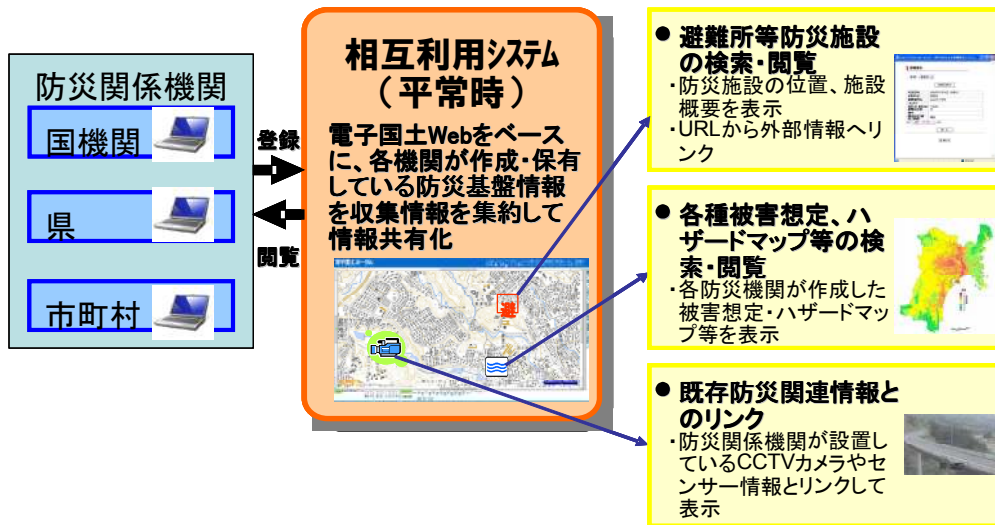 防災関係機関
国機関
県
市町村
登録
閲覧
相互利用システム
（平常時）
電子国土Webをベース
に、各機関が作成・保有
している防災基盤情報
を収集情報を集約して
情報共有化
避
● 避難所等防災施設
の検索・閲覧
・防災施設の位置、施設
概要を表示
・URLから外部情報へリ
ンク
● 各種被害想定、ハ
ザードマップ等の検
索・閲覧
・各防災機関が作成した
被害想定・ハザードマッ
プ等を表示
● 既存防災関連情報と
のリンク
・防災関係機関が設置し
ているCCTVカメラやセ
ンサー情報とリンクして
表示